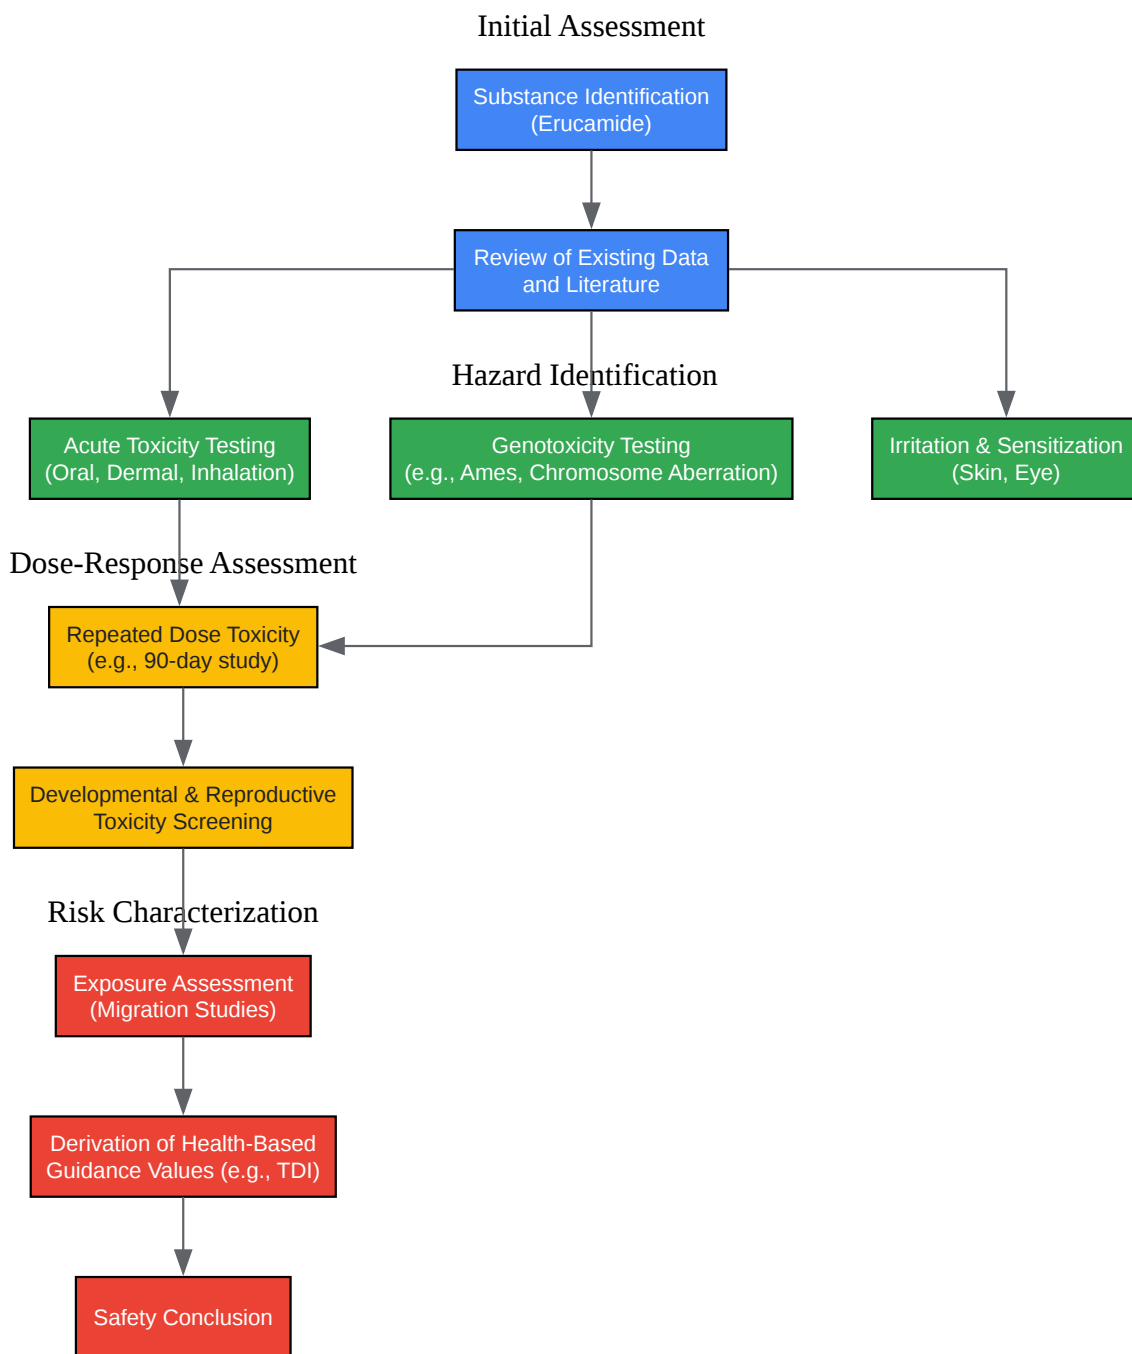 Initial Assessment
Substance Identification
(Erucamide)
Review of Existing Data
and Literature
Hazard Identification
Acute Toxicity Testing
(Oral, Dermal, Inhalation)
Genotoxicity Testing
(e.g., Ames, Chromosome Aberration)
Irritation & Sensitization
(Skin, Eye)
Dose-Response Assessment
Repeated Dose Toxicity
(e.g., 90-day study)
Developmental & Reproductive
Toxicity Screening
Risk Characterization
Exposure Assessment
(Migration Studies)
Derivation of Health-Based
Guidance Values (e.g., TDI)
Safety Conclusion